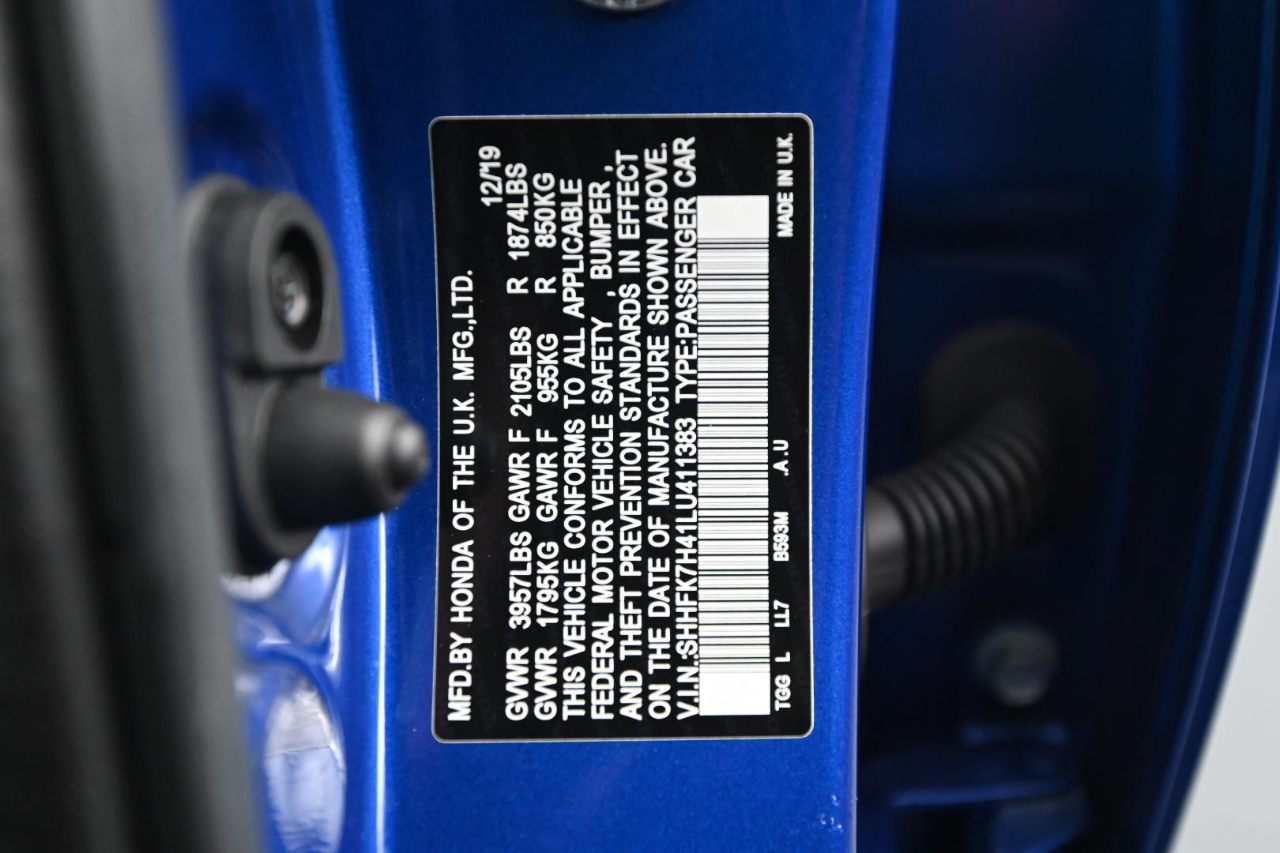 MFD.BY HONDA OF THE U.K. MFG.,LTD. 12/19
GVWR 3957LBS GAWR F 2105LBS R 1874LBS
GVWR 1795KG GAWR F 955KG R 850KG
THIS VEHICLE CONFORMS TO ALL APPLICABLE
FEDERAL MOTOR VEHICLE SAFETY , BUMPER ,
AND THEFT PREVENTION STANDARDS IN EFFECT
ON THE DATE OF MANUFACTURE SHOWN ABOVE.
V.I.N.:SHHFK7H41LU411383 TYPE:PASSENGER CAR
TGG L LL7 B593M .A.U MADE IN U.K.